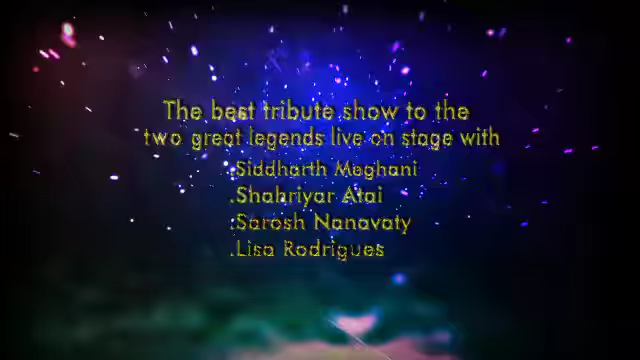 The best tribute show to the
two great legends live on stage with
.Siddharth Meghani
.Shahriyar Atai
.Sarosh Nanavaty
.Lisa Rodrigues